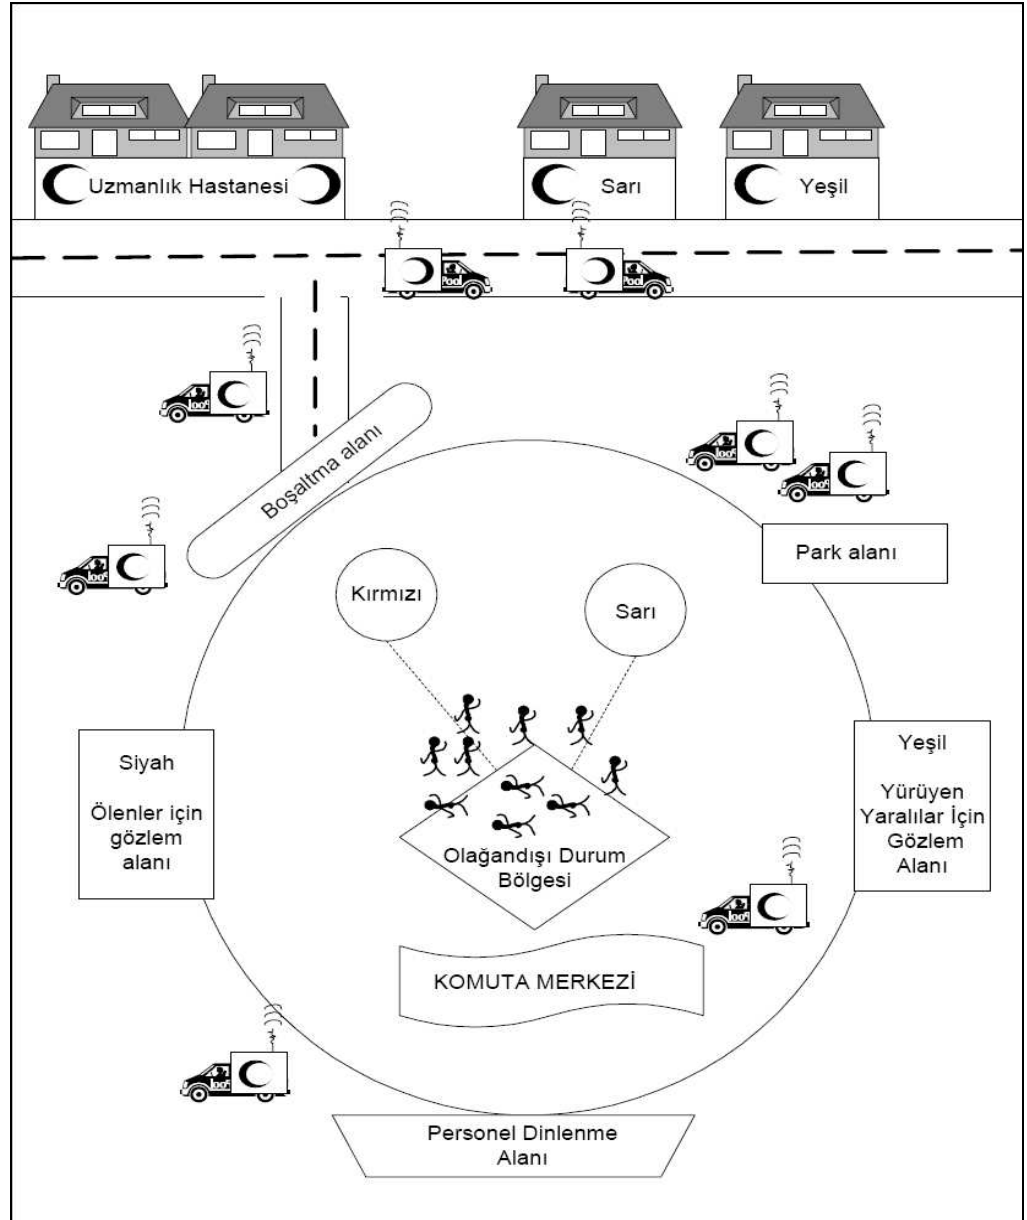 Uzmanlık Hastanesi
Sarı
Yeşil
Boşaltma alanı
Park alanı
Kırmızı
Sarı
Siyah
Ölenler için
gözlem
alanı
Yeşil
Yürüyen
Yaralılar İçin
Gözlem
Alanı
Olağandışı Durum
Bölgesi
KOMUTA MERKEZİ
Personel Dinlenme
Alanı